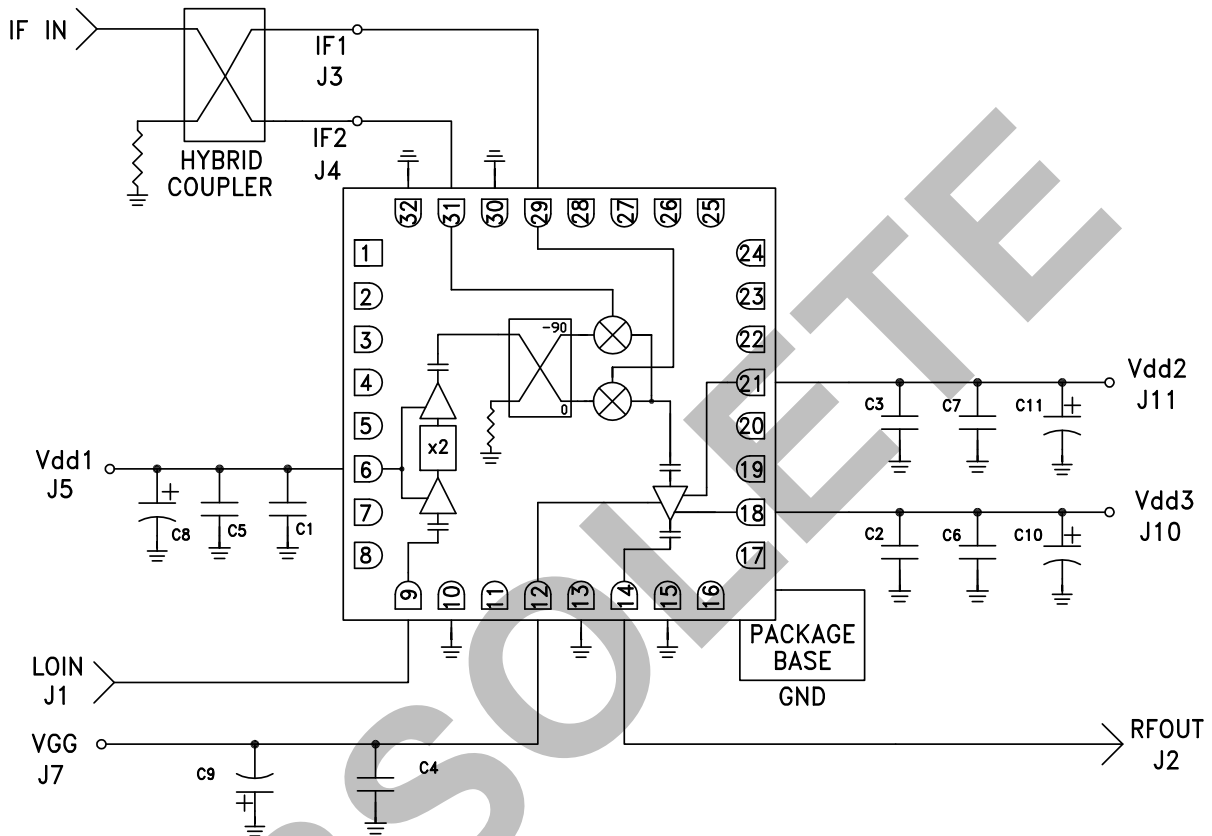 IF IN
IF1
J3
IF2
J4
HYBRID
COUPLER
32
31
30
29
28
27
26
25
1
2
3
4
5
6
7
8
24
23
22
21
20
19
18
17
-90
0
x2
9
10
11
12
13
14
15
16
Vdd1
J5
C8
C5
C1
C3
C7
C11
+
Vdd2
J11
C2
C6
C10
+
Vdd3
J10
+
PACKAGE
BASE
GND
LOIN
J1
VGG
J7
C9
+
C4
RFOUT
J2